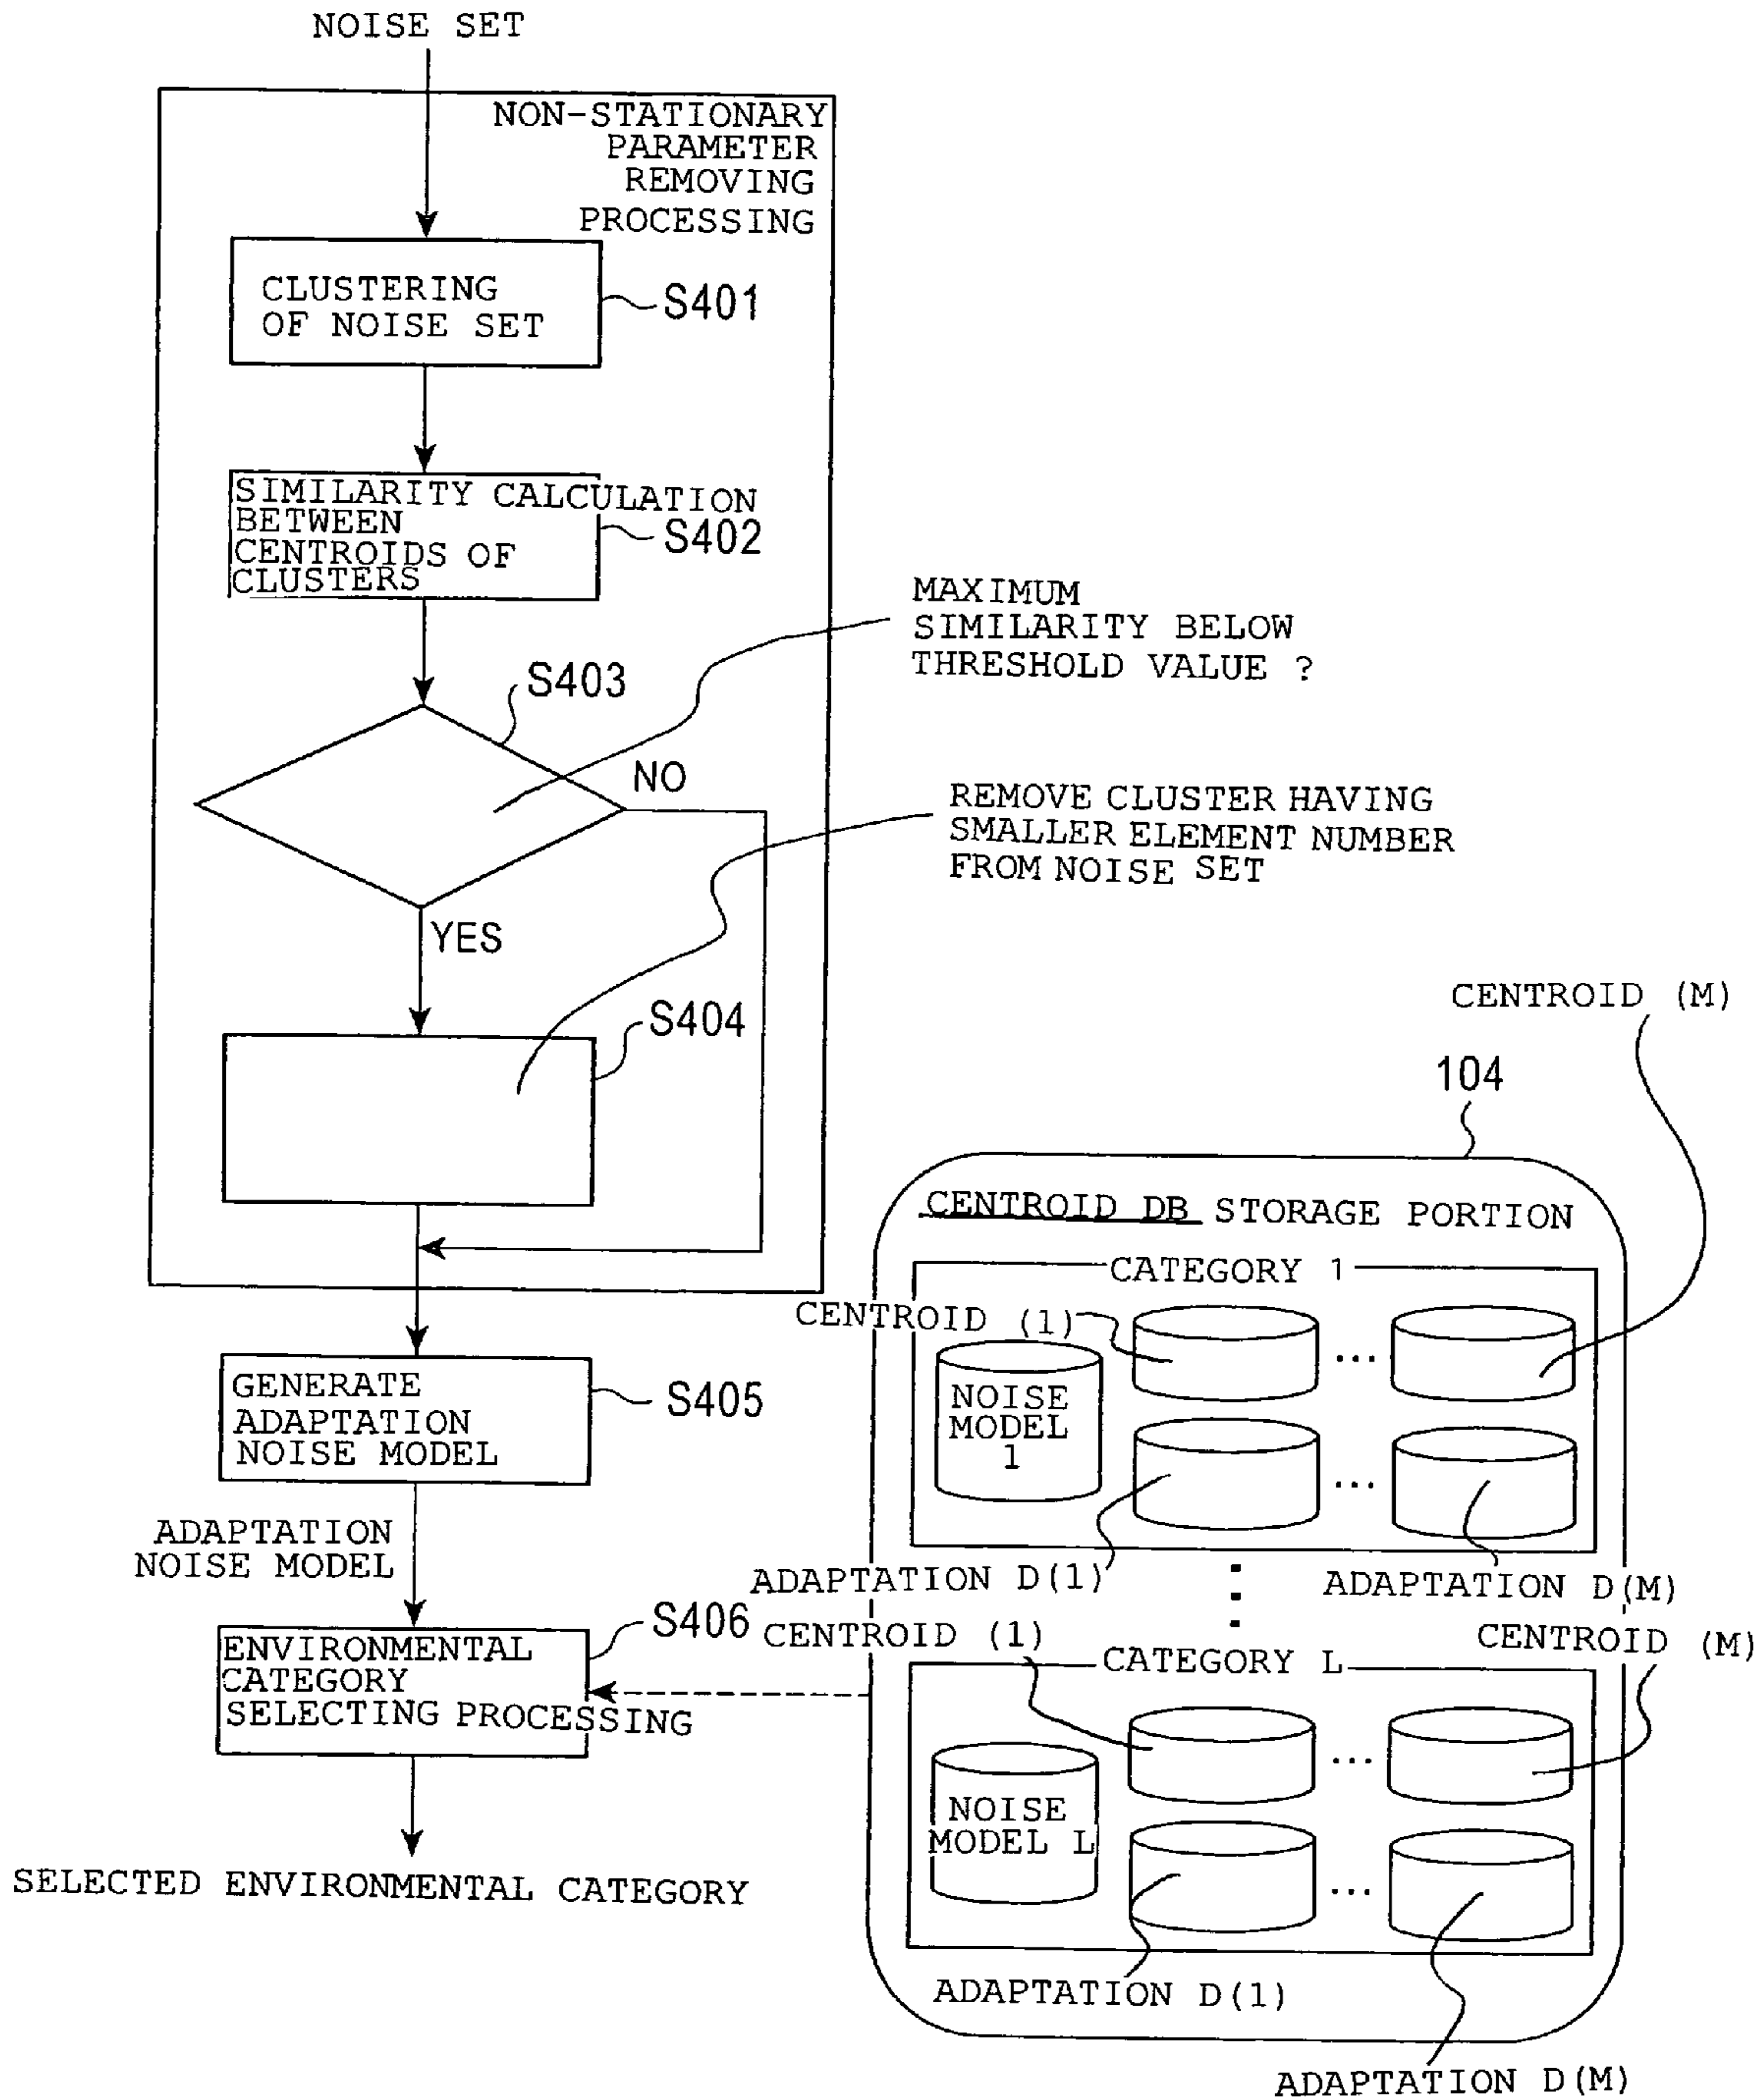 NOISE SET
NON-STATIONARY
PARAMETER
REMOVING
PROCESSING
CLUSTERING
OF NOISE SET
S401
SIMILARITY CALCULATION
BETWEEN
CENTROIDS OF
CLUSTERS
S402
MAXIMUM
SIMILARITY BELOW
THRESHOLD VALUE ?
S403
NO
REMOVE CLUSTER HAVING
SMALLER ELEMENT NUMBER
FROM NOISE SET
YES
S404
CENTROID (M)
104
CENTROID DB STORAGE PORTION
CATEGORY 1
CENTROID (1)
...
NOISE
MODEL
1
...
ADAPTATION D(1)
ADAPTATION D(M)
GENERATE
ADAPTATION
NOISE MODEL
S405
ADAPTATION
NOISE MODEL
S406
ENVIRONMENTAL
CATEGORY
SELECTING PROCESSING
CENTROID (1)
CENTROID (M)
CATEGORY L
...
NOISE
MODEL L
...
SELECTED ENVIRONMENTAL CATEGORY
ADAPTATION D(1)
ADAPTATION D(M)